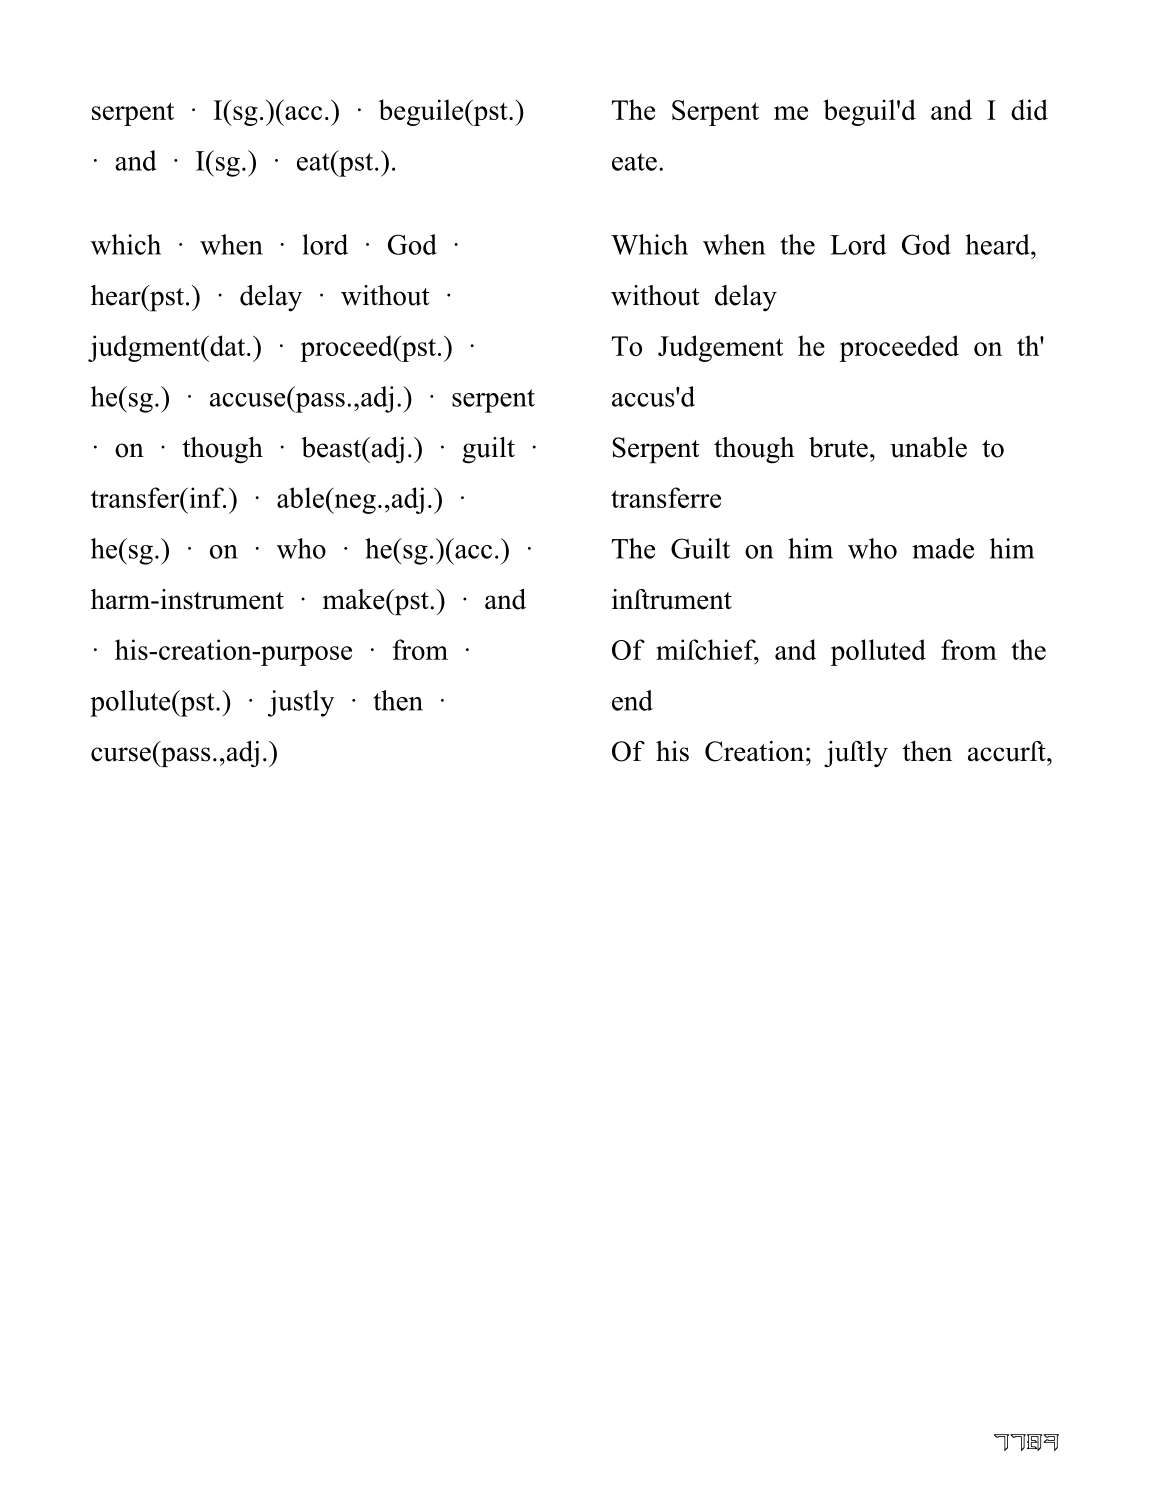 serpent · I(sg.)(acc.) · beguile(pst.)
· and · I(sg.) · eat(pst.).
which · when · lord · God ·
hear(pst.) · delay · without ·
judgment(dat.) · proceed(pst.) ·
he(sg.) · accuse(pass.,adj.) · serpent
· on · though · beast(adj.) · guilt ·
transfer(inf.) · able(neg.,adj.) ·
he(sg.) · on · who · he(sg.)(acc.) ·
harm-instrument · make(pst.) · and
· his-creation-purpose · from ·
pollute(pst.) · justly · then ·
curse(pass.,adj.)
The Serpent me beguil'd and I did
eate.
Which when the Lord God heard,
without delay
To Judgement he proceeded on th'
accus'd
Serpent though brute, unable to
transferre
The Guilt on him who made him
inſtrument
Of miſchief, and polluted from the
end
Of his Creation; juſtly then accurſt,